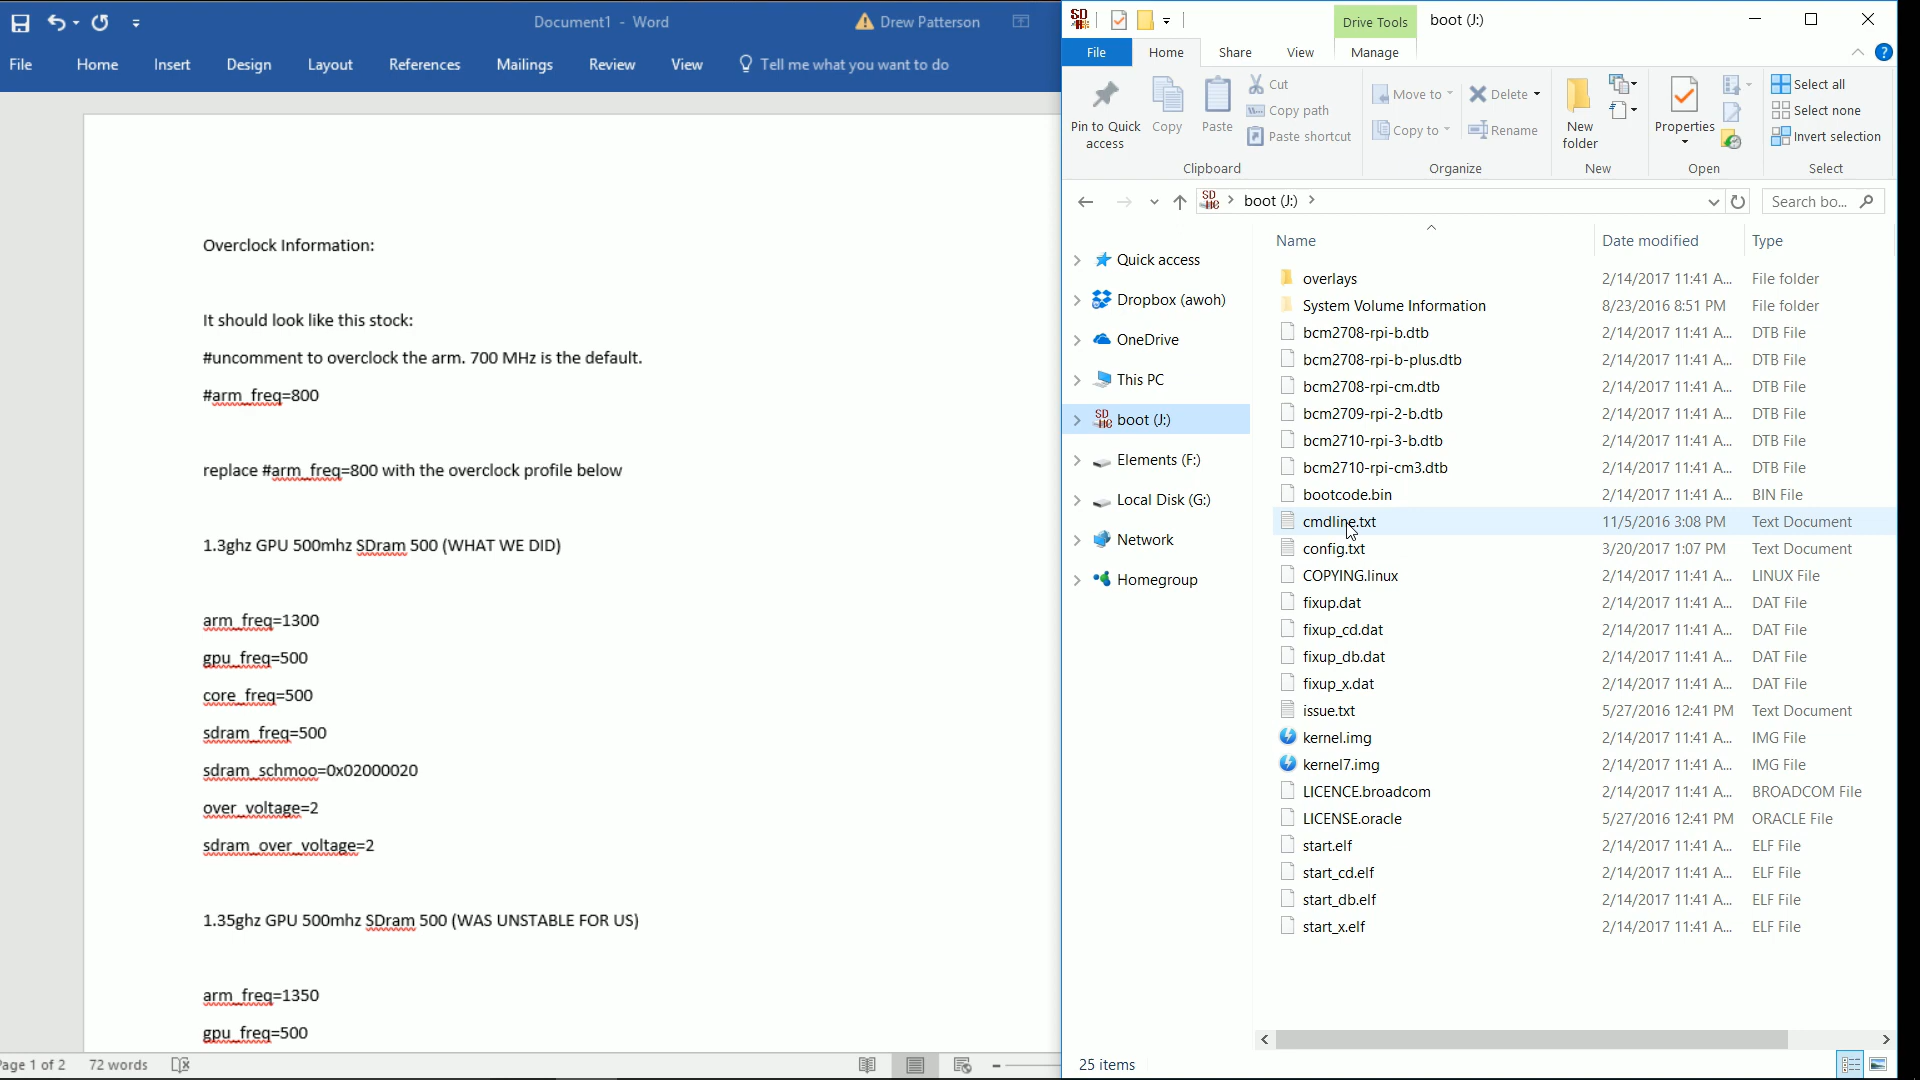 Document1 - Word
Drew Patterson
File Home Insert Design Layout References Mailings Review View Tell me what you want to do
Overclock Information:
It should look like this stock:
#uncomment to overclock the arm. 700 MHz is the default.
#arm_freq=800
replace #arm_freq=800 with the overclock profile below
1.3ghz GPU 500mhz SDram 500 (WHAT WE DID)
arm_freq=1300
gpu_freq=500
core_freq=500
sdram_freq=500
sdram_schmoo=0x02000020
over_voltage=2
sdram_over_voltage=2
1.35ghz GPU 500mhz SDram 500 (WAS UNSTABLE FOR US)
arm_freq=1350
gpu_freq=500
Page 1 of 2 72 words
SD HC
Drive Tools boot (J:)
File Home Share View Manage
Pin to Quick access
Copy
Paste
Cut
Copy path
Paste shortcut
Clipboard
Move to
Copy to
Delete
Rename
Organize
New folder
New
Properties
Open
Select all
Select none
Invert selection
Select
SD HC boot (J:)
Search bo...
Quick access
Dropbox (awoh)
OneDrive
This PC
SD HC boot (J:)
Elements (F:)
Local Disk (G:)
Network
Homegroup
Name Date modified Type
overlays 2/14/2017 11:41 A... File folder
System Volume Information 8/23/2016 8:51 PM File folder
bcm2708-rpi-b.dtb 2/14/2017 11:41 A... DTB File
bcm2708-rpi-b-plus.dtb 2/14/2017 11:41 A... DTB File
bcm2708-rpi-cm.dtb 2/14/2017 11:41 A... DTB File
bcm2709-rpi-2-b.dtb 2/14/2017 11:41 A... DTB File
bcm2710-rpi-3-b.dtb 2/14/2017 11:41 A... DTB File
bcm2710-rpi-cm3.dtb 2/14/2017 11:41 A... DTB File
bootcode.bin 2/14/2017 11:41 A... BIN File
cmdline.txt 11/5/2016 3:08 PM Text Document
config.txt 3/20/2017 1:07 PM Text Document
COPYING.linux 2/14/2017 11:41 A... LINUX File
fixup.dat 2/14/2017 11:41 A... DAT File
fixup_cd.dat 2/14/2017 11:41 A... DAT File
fixup_db.dat 2/14/2017 11:41 A... DAT File
fixup_x.dat 2/14/2017 11:41 A... DAT File
issue.txt 5/27/2016 12:41 PM Text Document
kernel.img 2/14/2017 11:41 A... IMG File
kernel7.img 2/14/2017 11:41 A... IMG File
LICENCE.broadcom 2/14/2017 11:41 A... BROADCOM File
LICENSE.oracle 5/27/2016 12:41 PM ORACLE File
start.elf 2/14/2017 11:41 A... ELF File
start_cd.elf 2/14/2017 11:41 A... ELF File
start_db.elf 2/14/2017 11:41 A... ELF File
start_x.elf 2/14/2017 11:41 A... ELF File
25 items